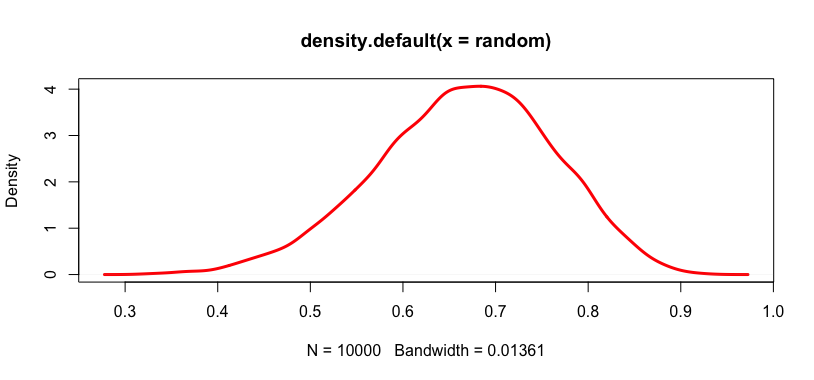 density.default(x = random)
Density
4
3
2
1
0
0.3 0.4 0.5 0.6 0.7 0.8 0.9 1.0
N = 10000 Bandwidth = 0.01361